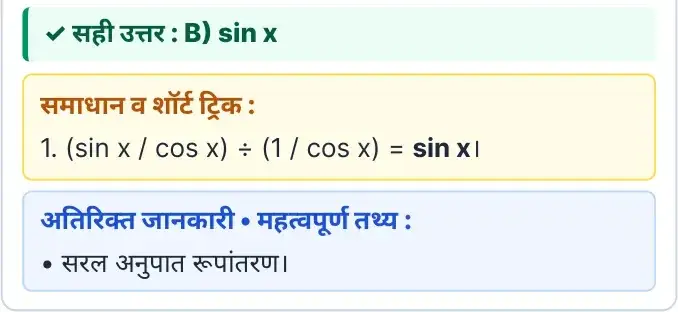 ✓ सही उत्तर : B) sin x
समाधान व शॉर्ट ट्रिक :
1. (sin x / cos x) ÷ (1 / cos x) = sin x।
अतिरिक्त जानकारी • महत्वपूर्ण तथ्य :
• सरल अनुपात रूपांतरण।